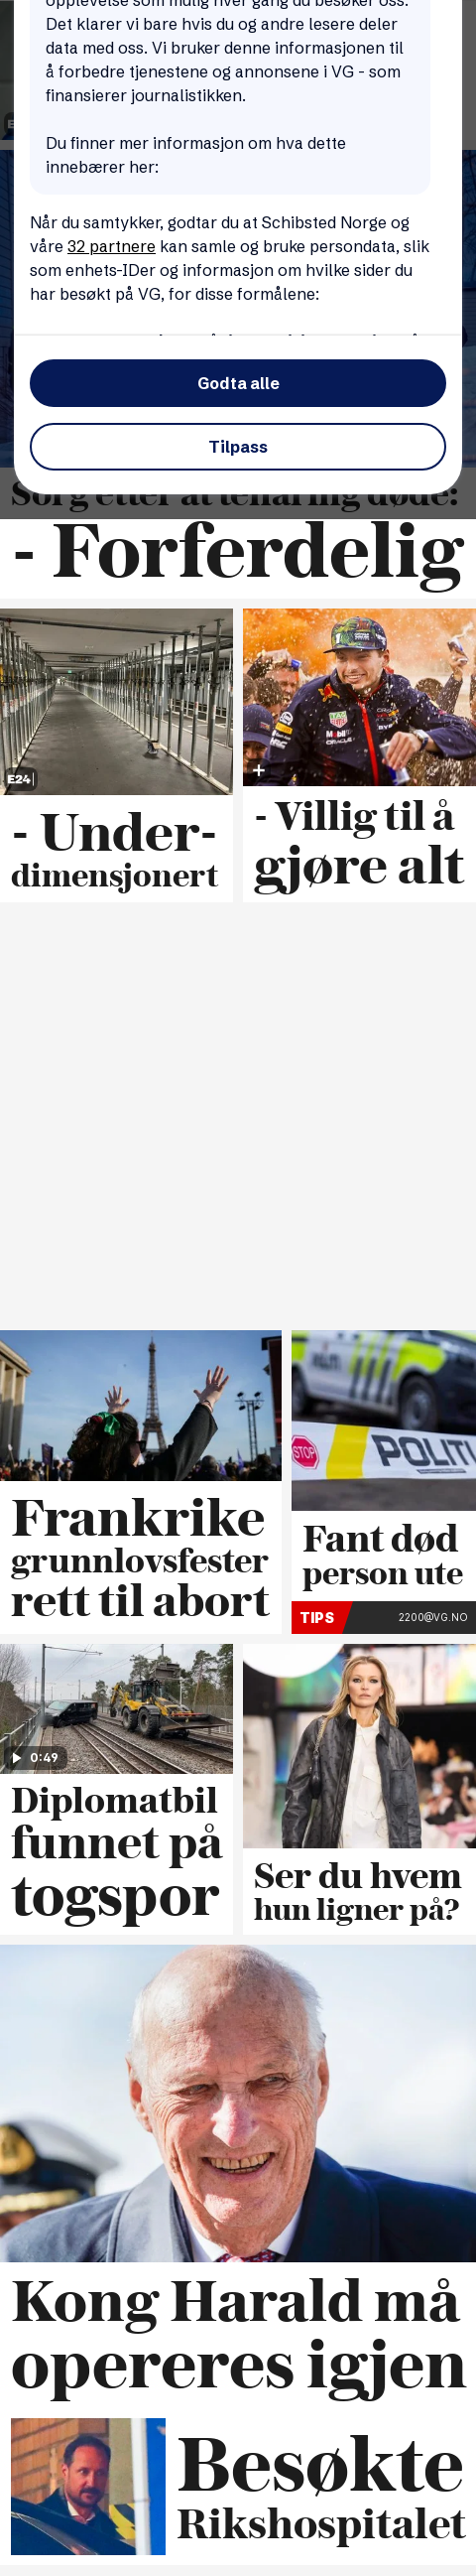 opplevelse som mulig hver gang du besøker oss.
Det klarer vi bare hvis du og andre lesere deler
data med oss. Vi bruker denne informasjonen til
å forbedre tjenestene og annonsene i VG - som
finansierer journalistikken.
Du finner mer informasjon om hva dette
innebærer her:
Når du samtykker, godtar du at Schibsted Norge og
våre 32 partnere kan samle og bruke persondata, slik
som enhets-IDer og informasjon om hvilke sider du
har besøkt på VG, for disse formålene:
Godta alle
Tilpass
Sorg etter at tenåring døde:
- Forferdelig
E24
- Under-
dimensjonert
+
- Villig til å
gjøre alt
Frankrike
grunnlovsfester
rett til abort
STOP
POLITI
Fant død
person ute
TIPS
2200@VG.NO
0:49
Diplomatbil
funnet på
togspor
Ser du hvem
hun ligner på?
Kong Harald må
opereres igjen
Besøkte
Rikshospitalet